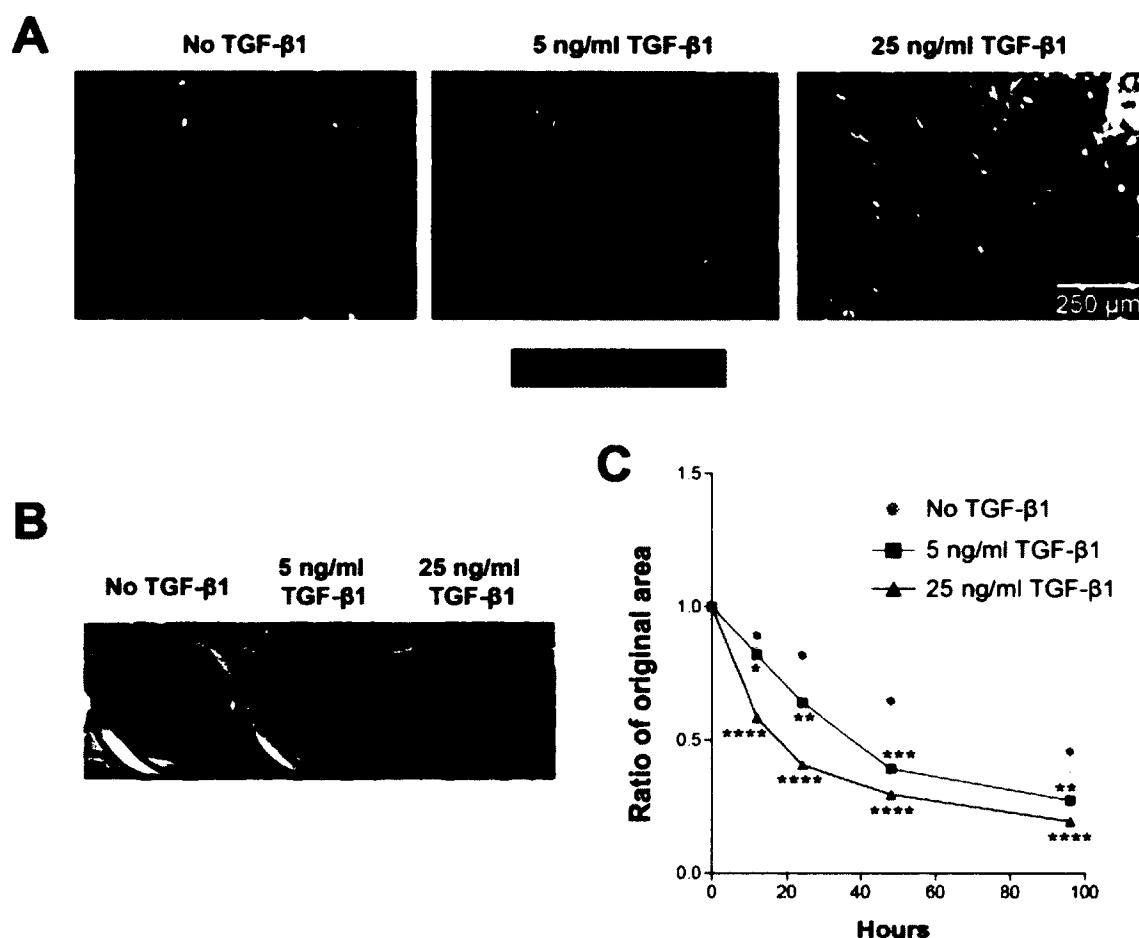 A
No TGF-β1
5 ng/ml TGF-β1
25 ng/ml TGF-β1
250 μm
B
No TGF-β1
5 ng/ml
TGF-β1
25 ng/ml
TGF-β1
C
Ratio of original area
1.5
1.0
0.5
0.0
No TGF-β1
5 ng/ml TGF-β1
25 ng/ml TGF-β1
*
**
***
**
****
****
****
****
0
20
40
60
80
100
Hours